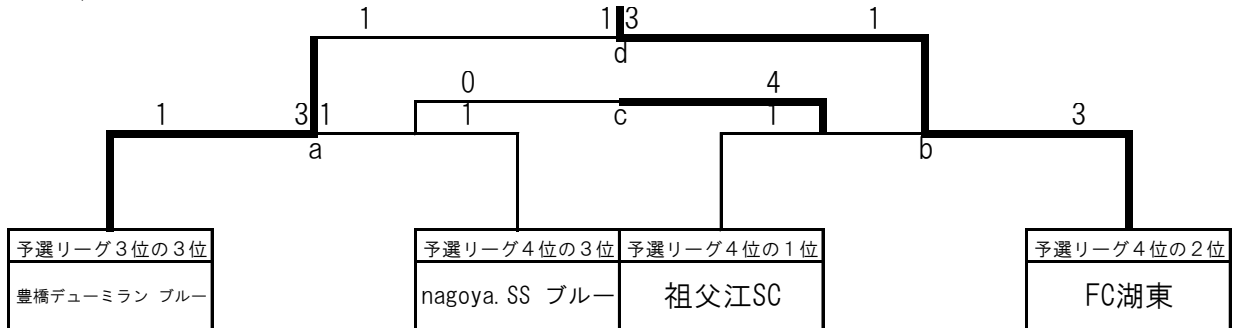 1 1 3 1
d
0 4
1 3 1 1 1 3
a c b
予選リーグ3位の3位 予選リーグ4位の3位 予選リーグ4位の1位 予選リーグ4位の2位
豊橋デューミラン ブルー nagoya.SS ブルー 祖父江SC FC湖東